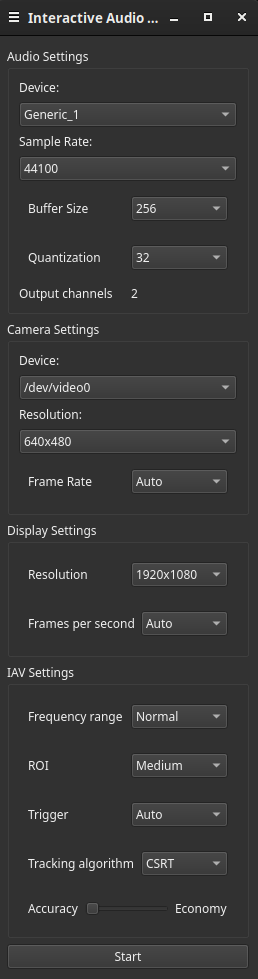 Interactive Audio ...
Audio Settings
Device:
Generic_1
Sample Rate:
44100
Buffer Size 256
Quantization 32
Output channels 2
Camera Settings
Device:
/dev/video0
Resolution:
640x480
Frame Rate Auto
Display Settings
Resolution 1920x1080
Frames per second Auto
IAV Settings
Frequency range Normal
ROI Medium
Trigger Auto
Tracking algorithm CSRT
Accuracy Economy
Start